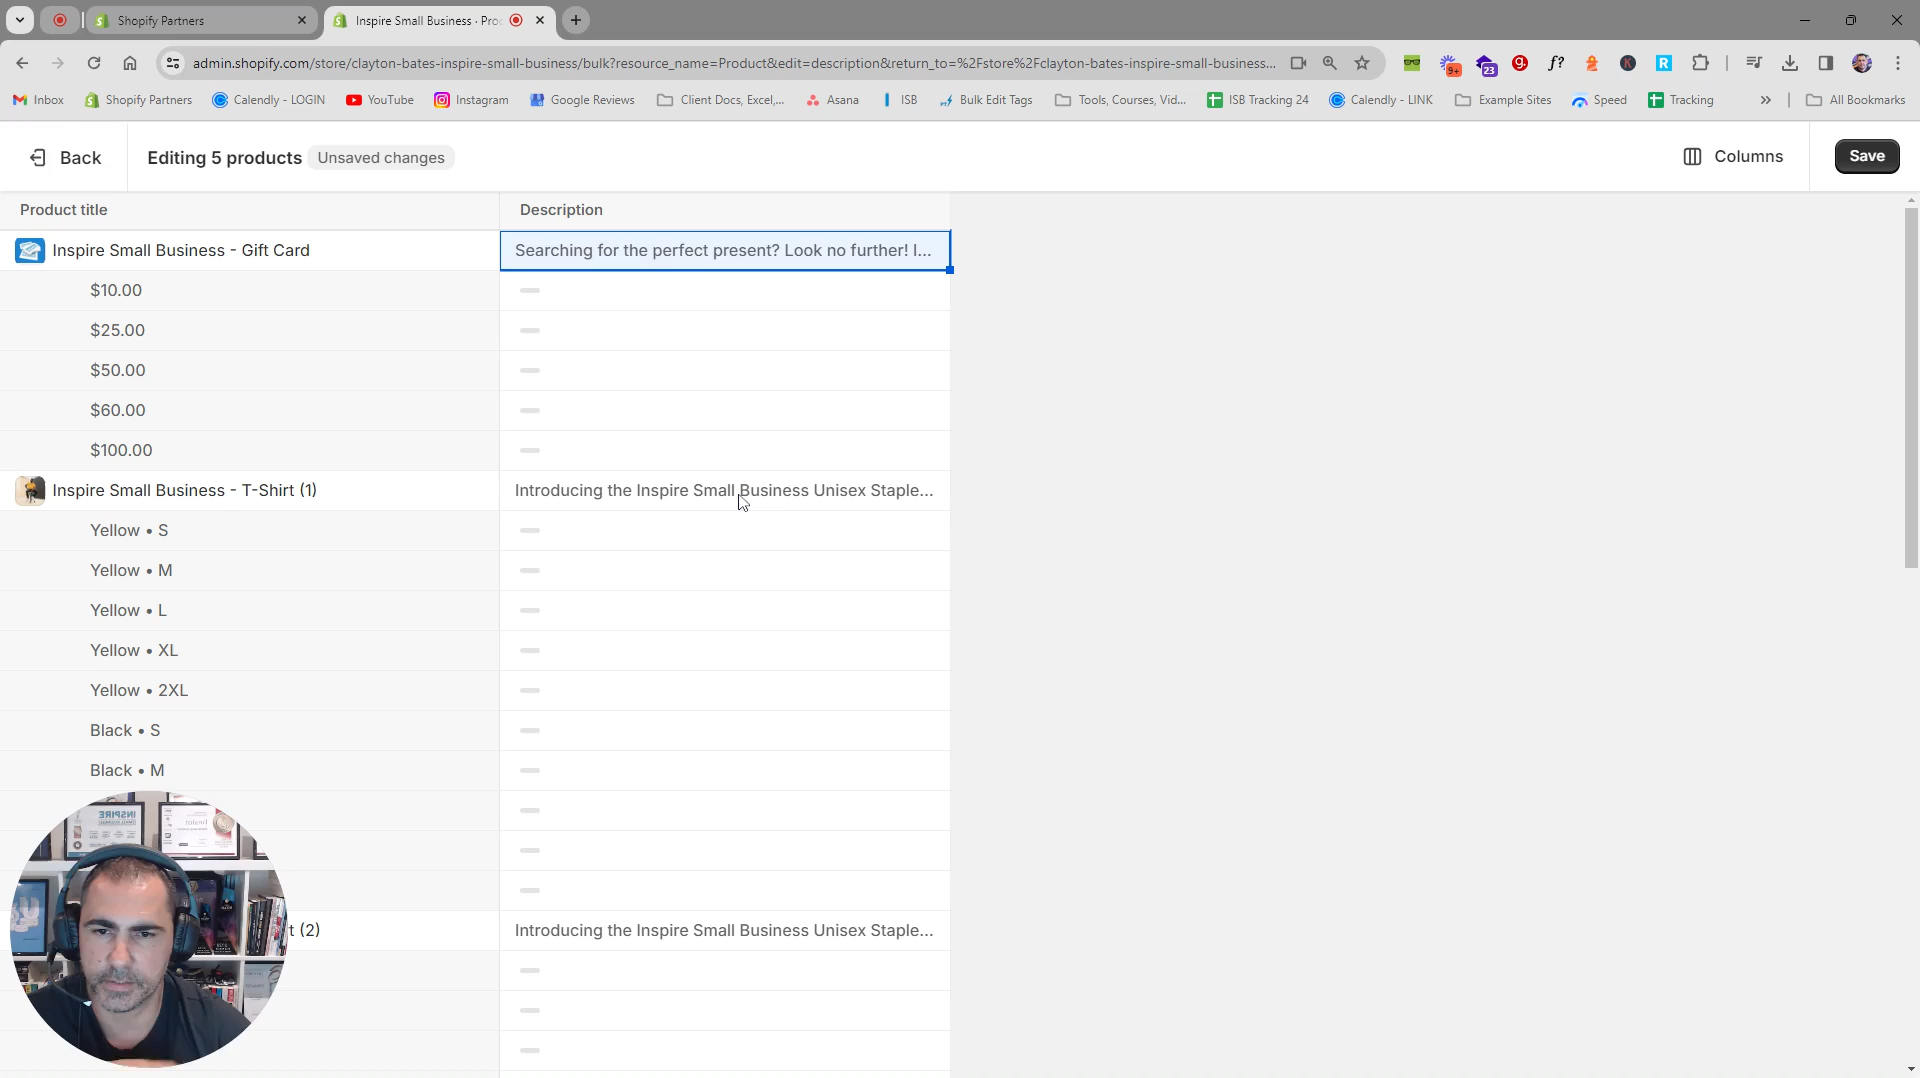 Shopify Partners
Inspire Small Business · Proc
admin.shopify.com/store/clayton-bates-inspire-small-business/bulk?resource_name=Product&edit=description&return_to=%2Fstore%2Fclayton-bates-inspire-small-business...
9+
23
f?
Inbox
Shopify Partners
Calendly - LOGIN
YouTube
Instagram
Google Reviews
Client Docs, Excel,...
Asana
ISB
Bulk Edit Tags
Tools, Courses, Vid...
ISB Tracking 24
Calendly - LINK
Example Sites
Speed
Tracking
All Bookmarks
Back
Editing 5 products
Unsaved changes
Columns
Save
Product title
Description
Inspire Small Business - Gift Card
Searching for the perfect present? Look no further! I...
$10.00
$25.00
$50.00
$60.00
$100.00
Inspire Small Business - T-Shirt (1)
Introducing the Inspire Small Business Unisex Staple...
Yellow • S
Yellow • M
Yellow • L
Yellow • XL
Yellow • 2XL
Black • S
Black • M
t (2)
Introducing the Inspire Small Business Unisex Staple...